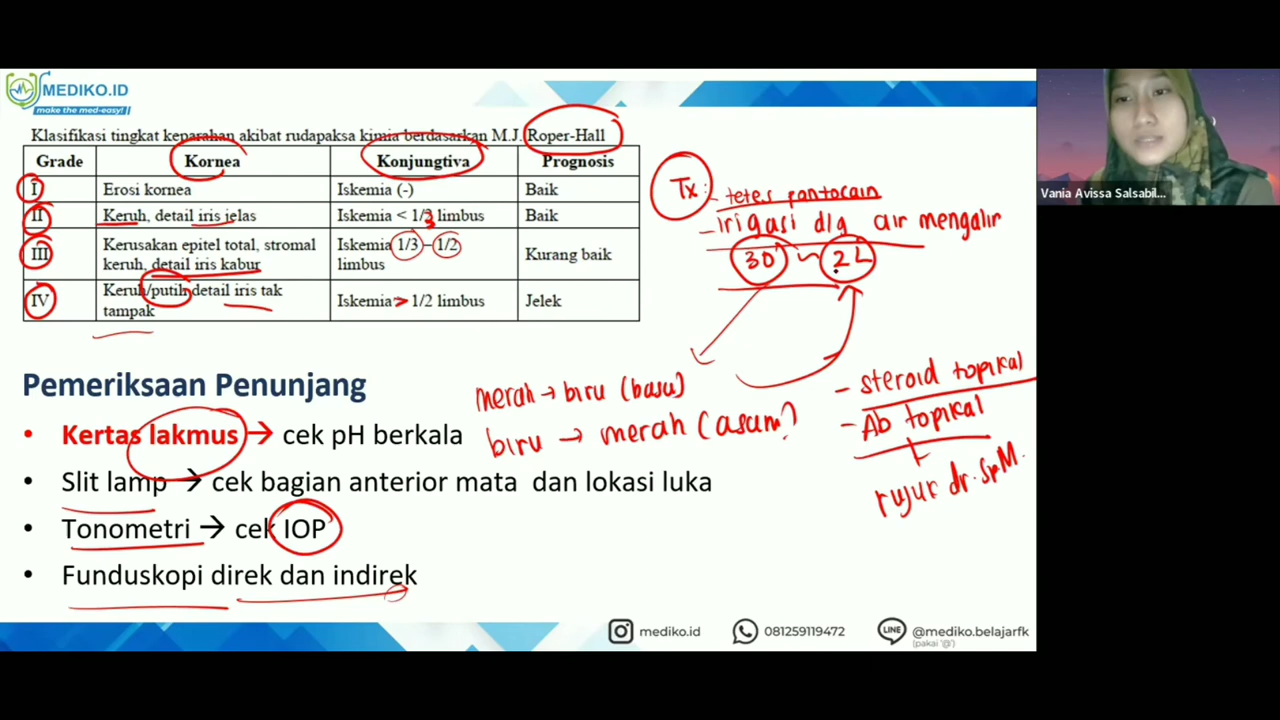 MEDIKO.ID
make the med-easy!
Klasifikasi tingkat keparahan akibat rudapaksa kimia berdasarkan M.J. Roper-Hall
Grade Kornea Konjungtiva Prognosis
I Erosi kornea Iskemia (-) Baik
II Keruh, detail iris jelas Iskemia < 1/3 limbus Baik
III Kerusakan epitel total, stromal keruh, detail iris kabur Iskemia 1/3 – 1/2 limbus Kurang baik
IV Keruh/putih detail iris tak tampak Iskemia > 1/2 limbus Jelek
Tx :
- tetes pantocain
- irigasi dlg air mengalir
30' ~ 2L
Pemeriksaan Penunjang
• Kertas lakmus → cek pH berkala
• Slit lamp → cek bagian anterior mata dan lokasi luka
• Tonometri → cek IOP
• Funduskopi direk dan indirek
merah → biru (basa)
biru → merah (asam)
- steroid topikal
- Ab topikal
rujuk dr. SpM.
Vania Avissa Salsabil...
mediko.id
081259119472
LINE
@mediko.belajarfk
(pakai '@')